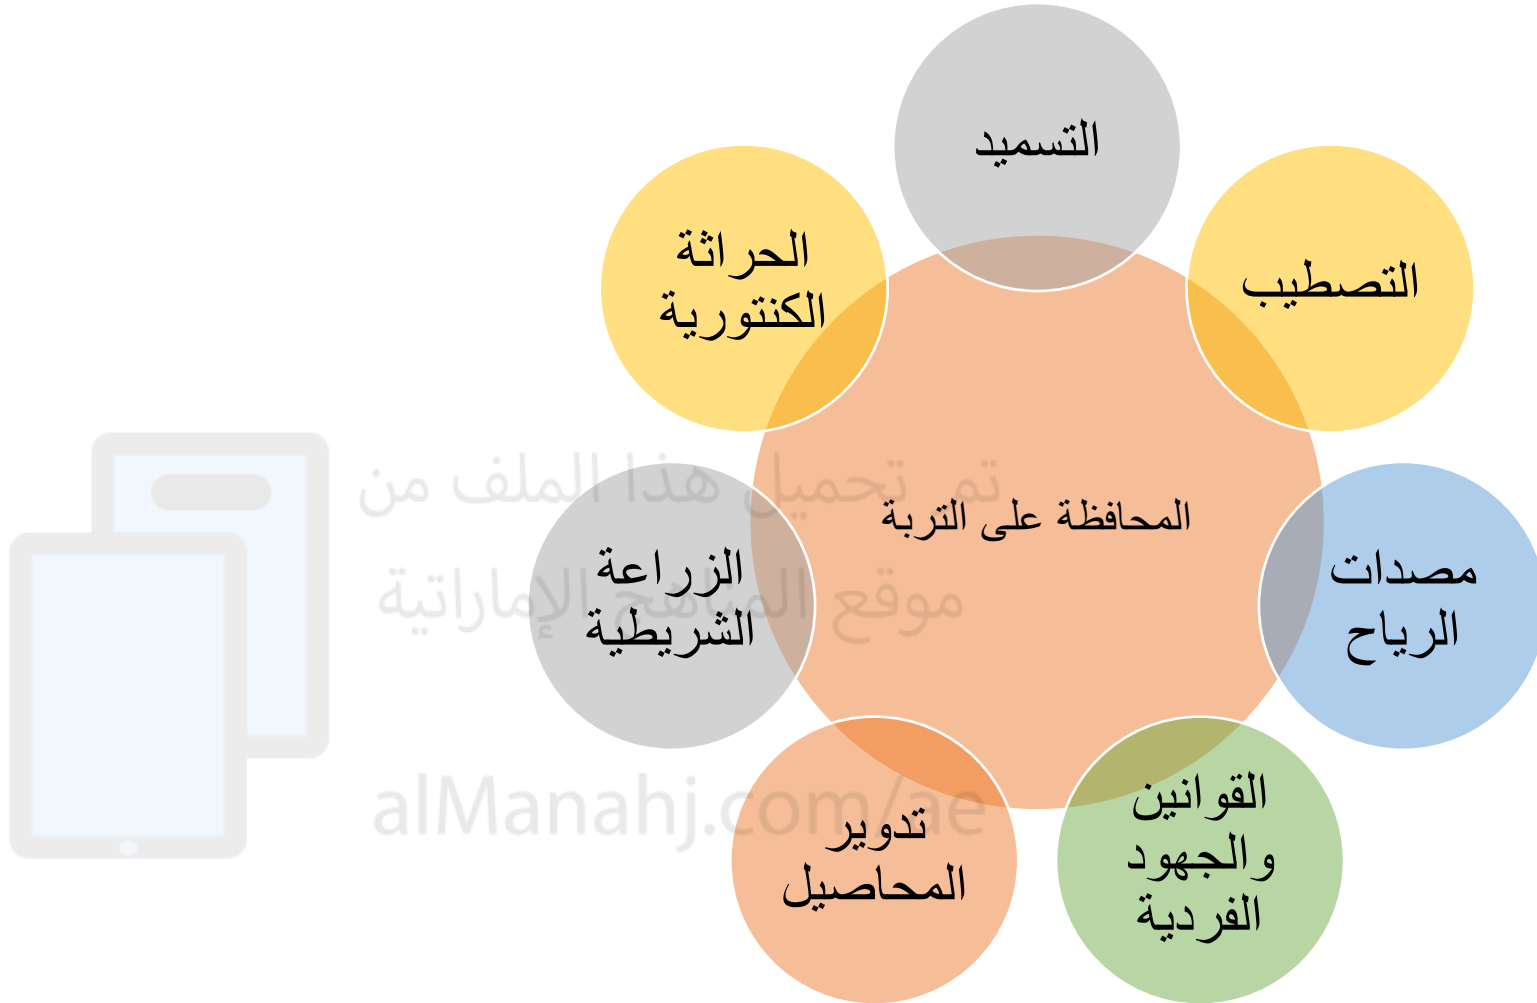 التسميد
التصطيب
مصدات
الرياح
القوانين
والجهود
الفردية
تدوير
المحاصيل
الزراعة
الشريطية
الحراثة
الكنتورية
المحافظة على التربة
تم تحميل هذا الملف من
موقع المناهج الإماراتية
alManahj.com/ae